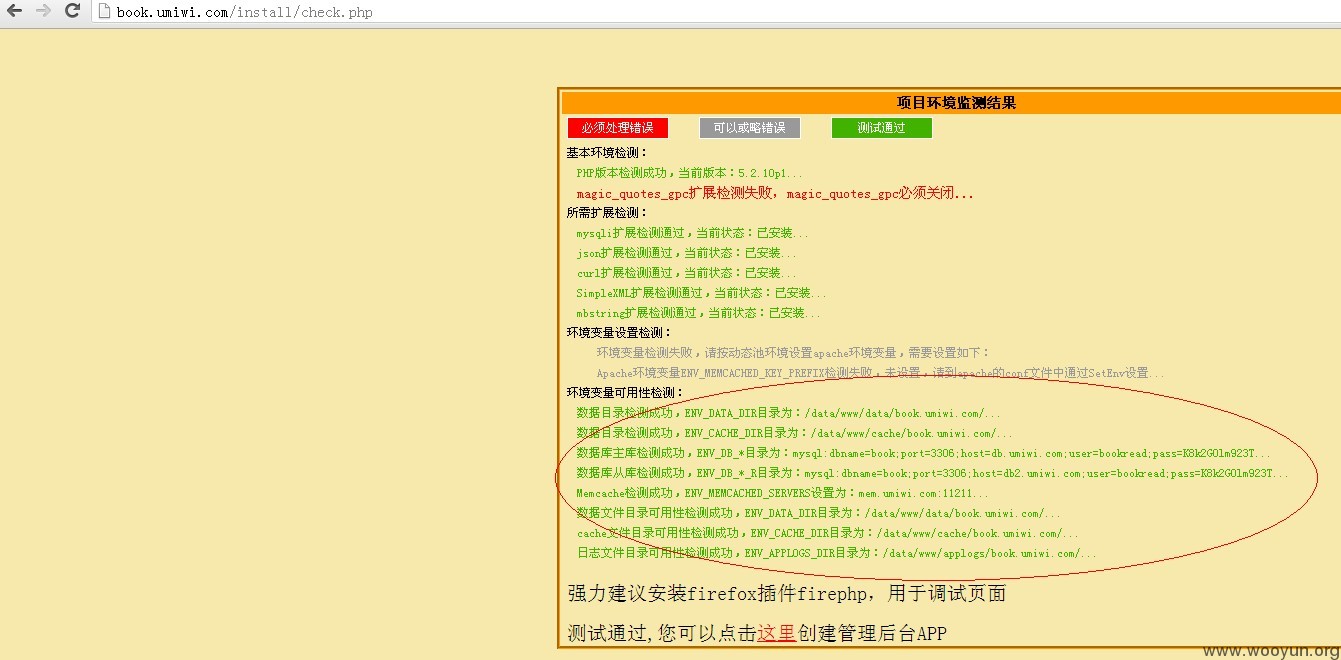 book.umiwi.com/install/check.php
项目环境监测结果
必须处理错误 可以或略错误 测试通过
基本环境检测：
PHP版本检测成功，当前版本：5.2.10p1...
magic_quotes_gpc扩展检测失败，magic_quotes_gpc必须关闭...
所需扩展检测：
mysqli扩展检测通过，当前状态：已安装...
json扩展检测通过，当前状态：已安装...
curl扩展检测通过，当前状态：已安装...
SimpleXML扩展检测通过，当前状态：已安装...
mbstring扩展检测通过，当前状态：已安装...
环境变量设置检测：
环境变量检测失败，请按动态池环境设置apache环境变量，需要设置如下：
Apache环境变量ENV_MEMCACHED_KEY_PREFIX检测失败，未设置，请到apache的conf文件中通过SetEnv设置...
环境变量可用性检测：
数据目录检测成功，ENV_DATA_DIR目录为：/data/www/data/book.umiwi.com/...
数据目录检测成功，ENV_CACHE_DIR目录为：/data/www/cache/book.umiwi.com/...
数据库主库检测成功，ENV_DB_*目录为：mysql:dbname=book;port=3306;host=db.umiwi.com;user=bookread;pass=K8k2GOlm923T...
数据库从库检测成功，ENV_DB_*_R目录为：mysql:dbname=book;port=3306;host=db2.umiwi.com;user=bookread;pass=K8k2GOlm923T...
Memcache检测成功，ENV_MEMCACHED_SERVERS设置为：mem.umiwi.com:11211...
数据文件目录可用性检测成功，ENV_DATA_DIR目录为：/data/www/data/book.umiwi.com/...
cache文件目录可用性检测成功，ENV_CACHE_DIR目录为：/data/www/cache/book.umiwi.com/...
日志文件目录可用性检测成功，ENV_APPLOGS_DIR目录为：/data/www/applogs/book.umiwi.com/...
强力建议安装firefox插件firephp，用于调试页面
测试通过,您可以点击这里创建管理后台APP
www.wooyun.org